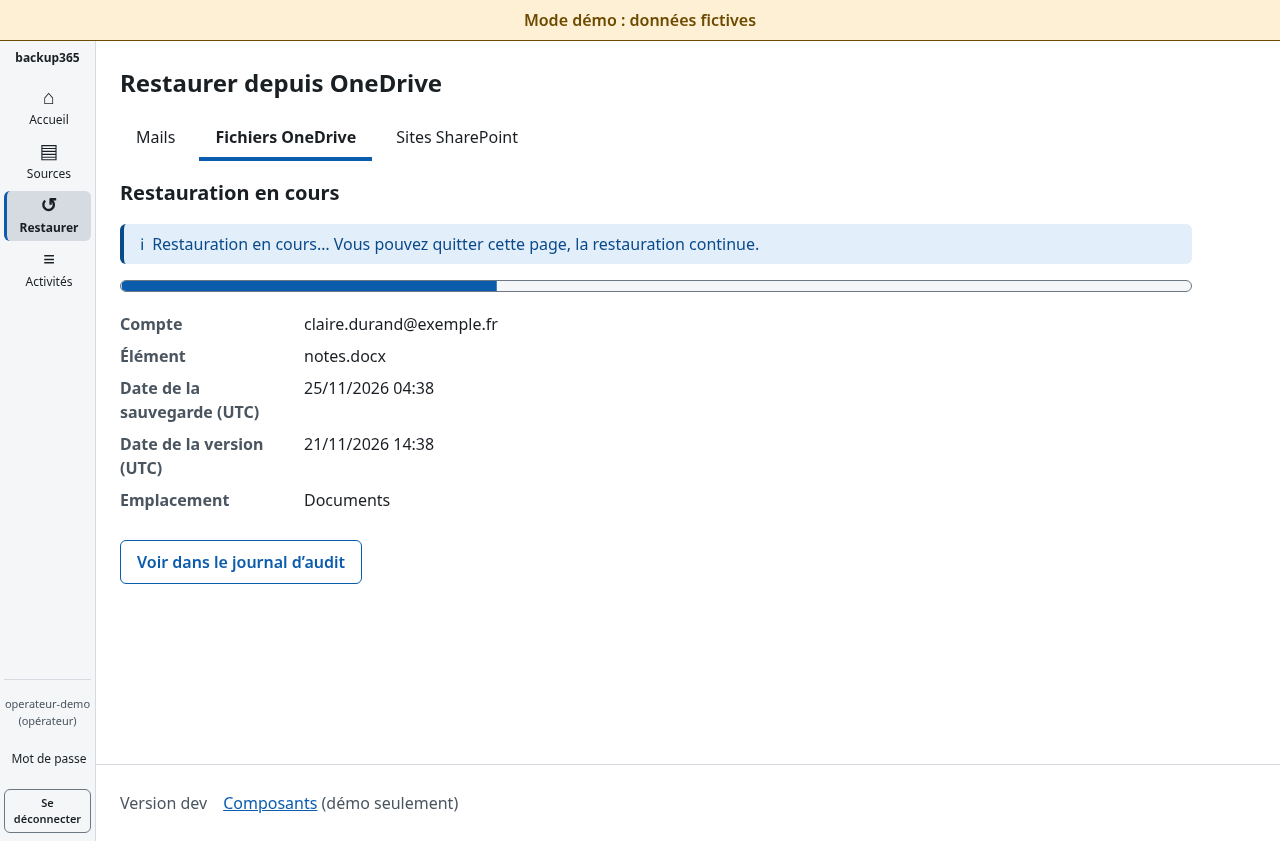 Mode démo : données fictives
backup365
Accueil
Sources
Restaurer
Activités
operateur-demo
(opérateur)
Mot de passe
Se
déconnecter
Restaurer depuis OneDrive
Mails
Fichiers OneDrive
Sites SharePoint
Restauration en cours
i Restauration en cours… Vous pouvez quitter cette page, la restauration continue.
Compte claire.durand@exemple.fr
Élément notes.docx
Date de la sauvegarde (UTC) 25/11/2026 04:38
Date de la version (UTC) 21/11/2026 14:38
Emplacement Documents
Voir dans le journal d’audit
Version dev Composants (démo seulement)